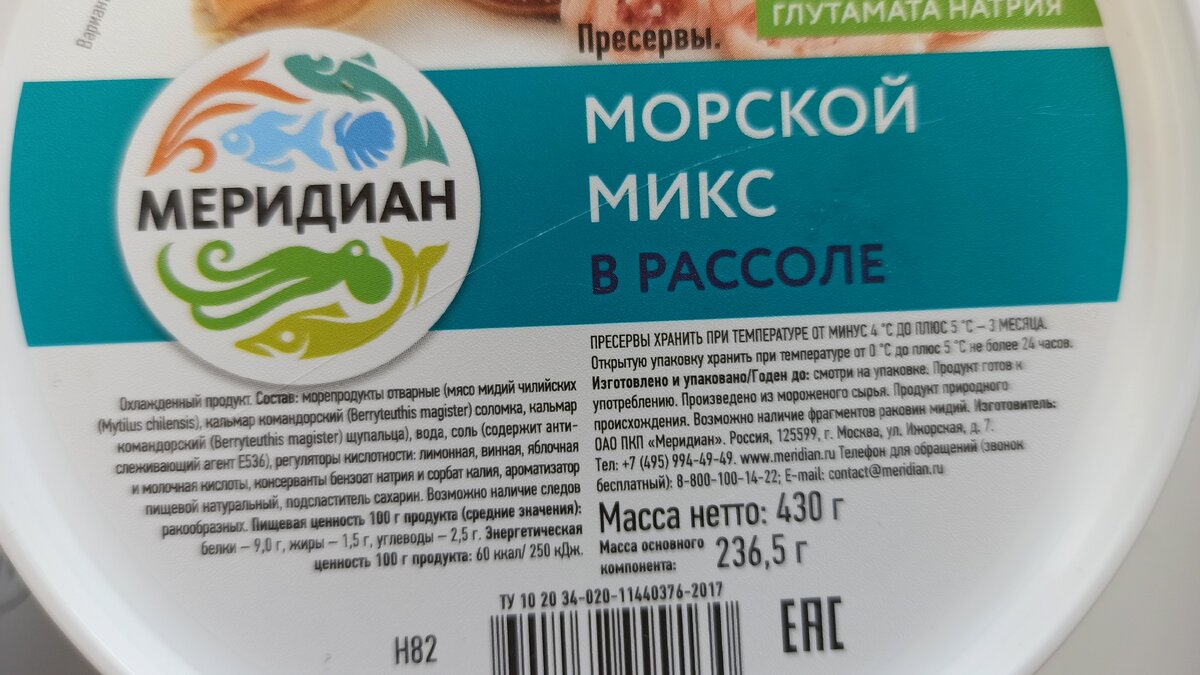 Вариан
ГЛУТАМАТА НАТРИЯ
Пресервы.
МОРСКОЙ
МИКС
В РАССОЛЕ
МЕРИДИАН
Охлажденный продукт. Состав: морепродукты отварные (мясо мидий чилийских
(Mytilus chilensis), кальмар командорский (Berryteuthis magister) соломка, кальмар
командорский (Berryteuthis magister) щупальца), вода, соль (содержит анти-
слеживающий агент Е536), регуляторы кислотности: лимонная, винная, яблочная
и молочная кислоты, консерванты бензоат натрия и сорбат калия, ароматизатор
пищевой натуральный, подсластитель сахарин. Возможно наличие следов
ракообразных. Пищевая ценность 100 г продукта (средние значения):
белки – 9,0 г, жиры – 1,5 г, углеводы – 2,5 г. Энергетическая
ценность 100 г продукта: 60 ккал/ 250 кДж.
ПРЕСЕРВЫ ХРАНИТЬ ПРИ ТЕМПЕРАТУРЕ ОТ МИНУС 4 °С ДО ПЛЮС 5 °С – 3 МЕСЯЦА.
Открытую упаковку хранить при температуре от 0 °С до плюс 5 °С не более 24 часов.
Изготовлено и упаковано/Годен до: смотри на упаковке. Продукт готов к
употреблению. Произведено из мороженого сырья. Продукт природного
происхождения. Возможно наличие фрагментов раковин мидий. Изготовитель:
ОАО ПКП «Меридиан». Россия, 125599, г. Москва, ул. Ижорская, д. 7.
Тел: +7 (495) 994-49-49. www.meridian.ru Телефон для обращений (звонок
бесплатный): 8-800-100-14-22; E-mail: contact@meridian.ru
Масса нетто: 430 г
Масса основного
компонента: 236,5 г
ТУ 10 20 34-020-11440376-2017
Н82
ЕАС